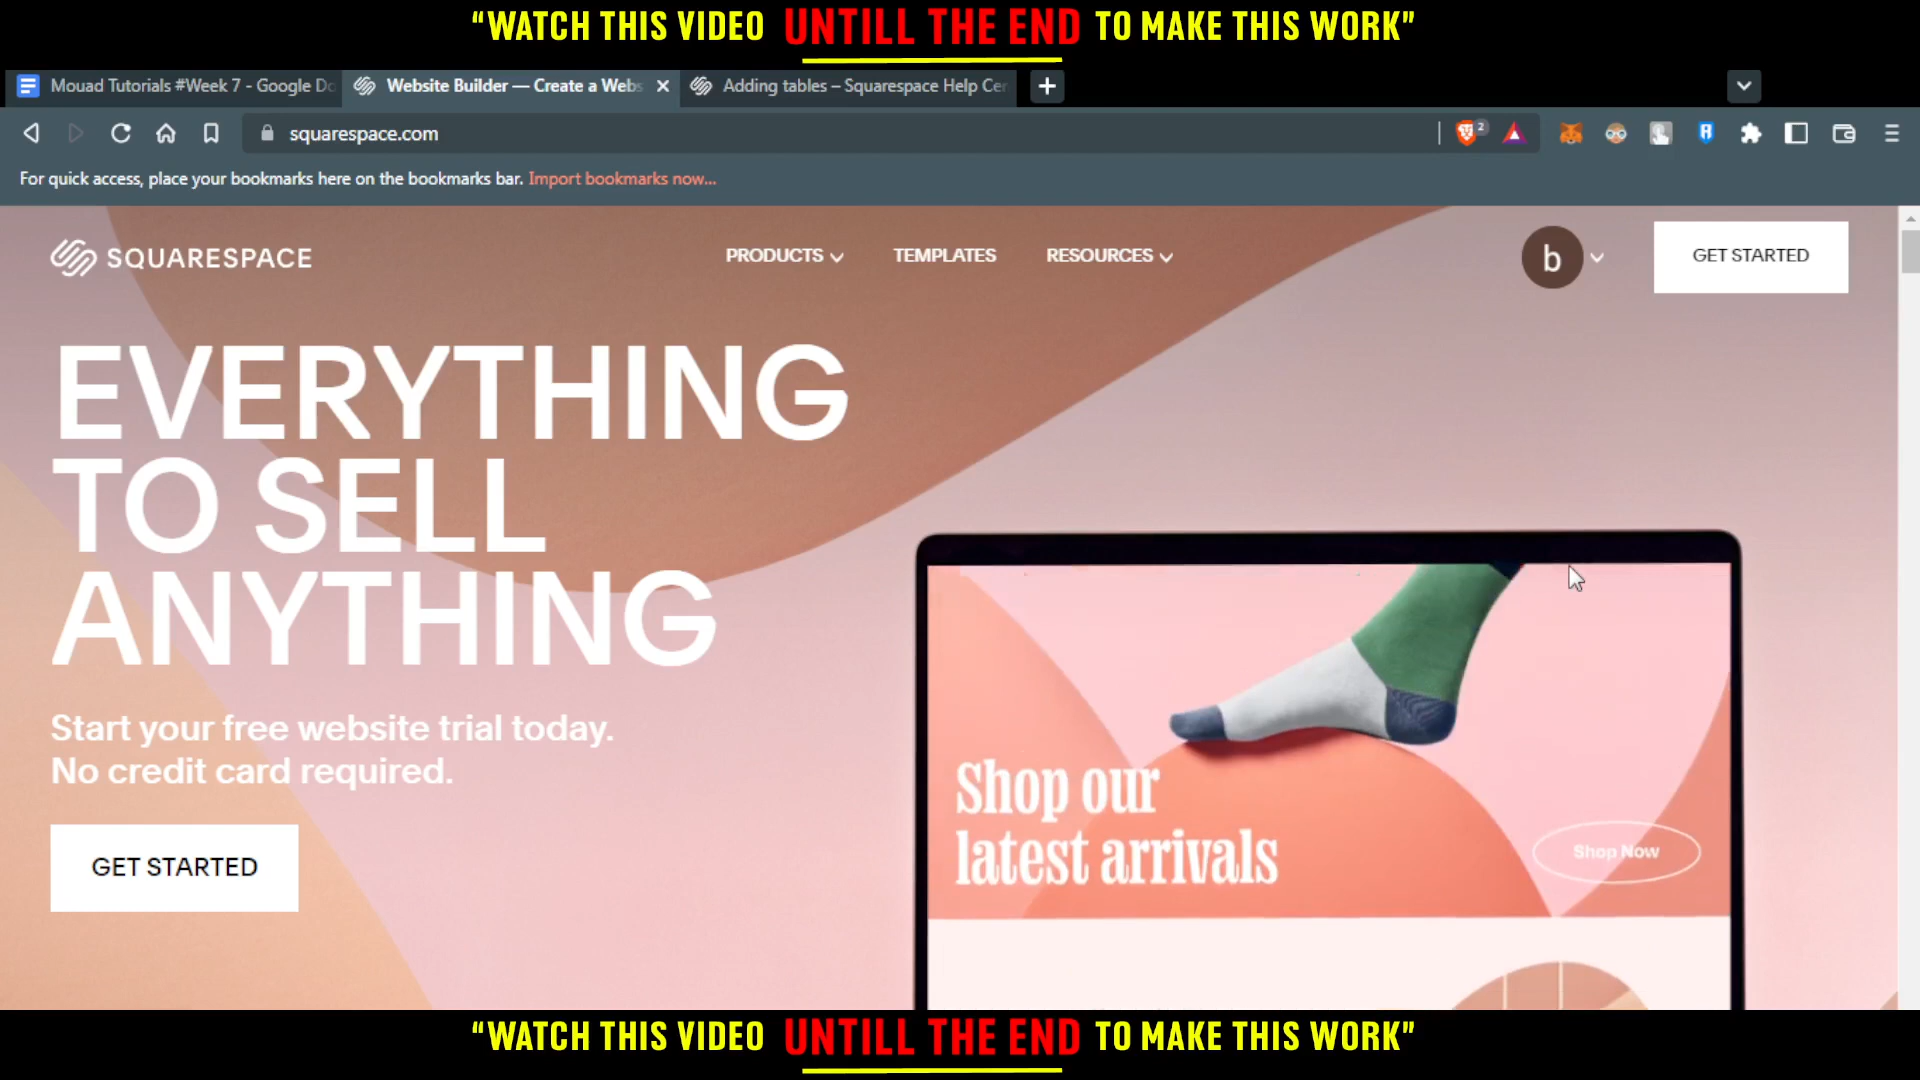 “WATCH THIS VIDEO UNTILL THE END TO MAKE THIS WORK”
Mouad Tutorials #Week 7 - Google Do
Website Builder — Create a Webs
Adding tables – Squarespace Help Cen
squarespace.com
2
For quick access, place your bookmarks here on the bookmarks bar. Import bookmarks now...
SQUARESPACE
PRODUCTS
TEMPLATES
RESOURCES
b
GET STARTED
EVERYTHING
TO SELL
ANYTHING
Start your free website trial today.
No credit card required.
GET STARTED
Shop our
latest arrivals
Shop Now
“WATCH THIS VIDEO UNTILL THE END TO MAKE THIS WORK”